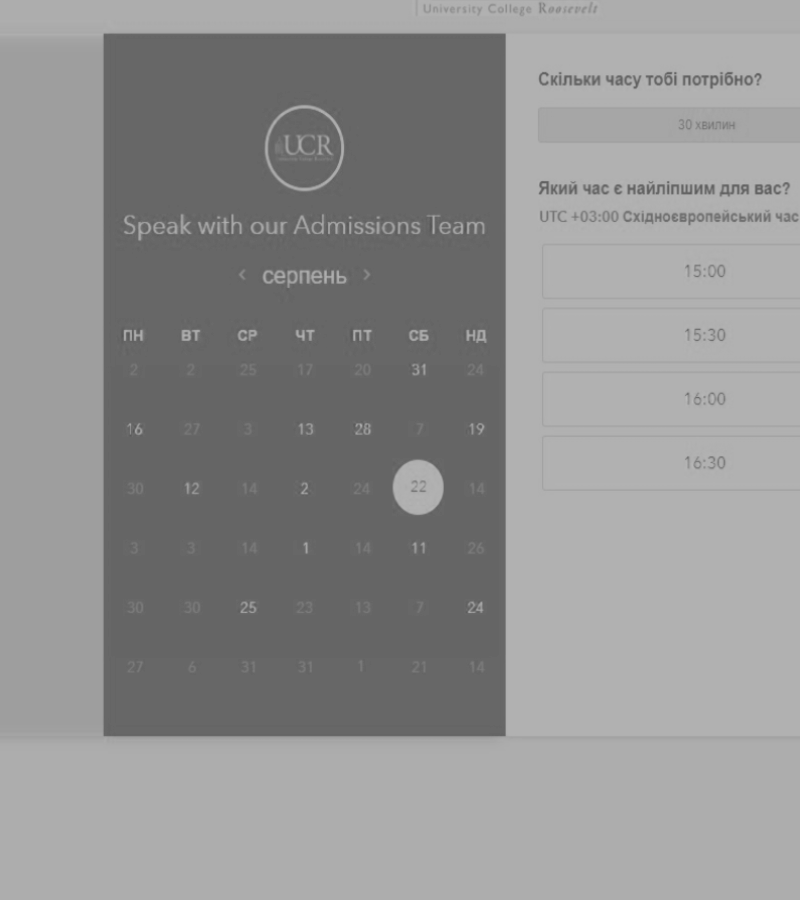 University College Roosevelt
UCR
Speak with our Admissions Team
серпень
ПН ВТ СР ЧТ ПТ СБ НД
2 2 25 17 20 31 24
16 27 3 13 28 7 19
30 12 14 2 24 22 14
3 3 14 1 14 11 26
30 30 25 23 13 7 24
27 6 31 31 1 21 14
Скільки часу тобі потрібно?
30 хвилин
Який час є найліпшим для вас?
UTC +03:00 Східноєвропейський час
15:00
15:30
16:00
16:30